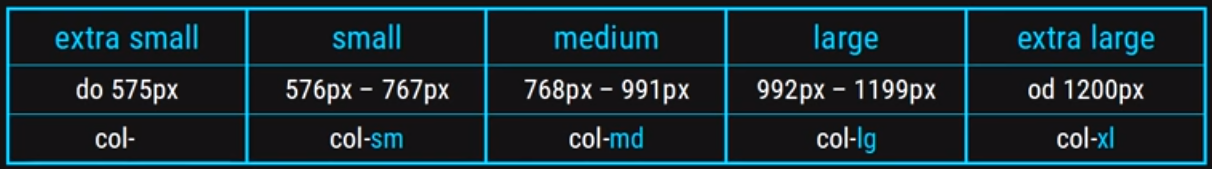 extra small small medium large extra large
do 575px 576px – 767px 768px – 991px 992px – 1199px od 1200px
col- col-sm col-md col-lg col-xl